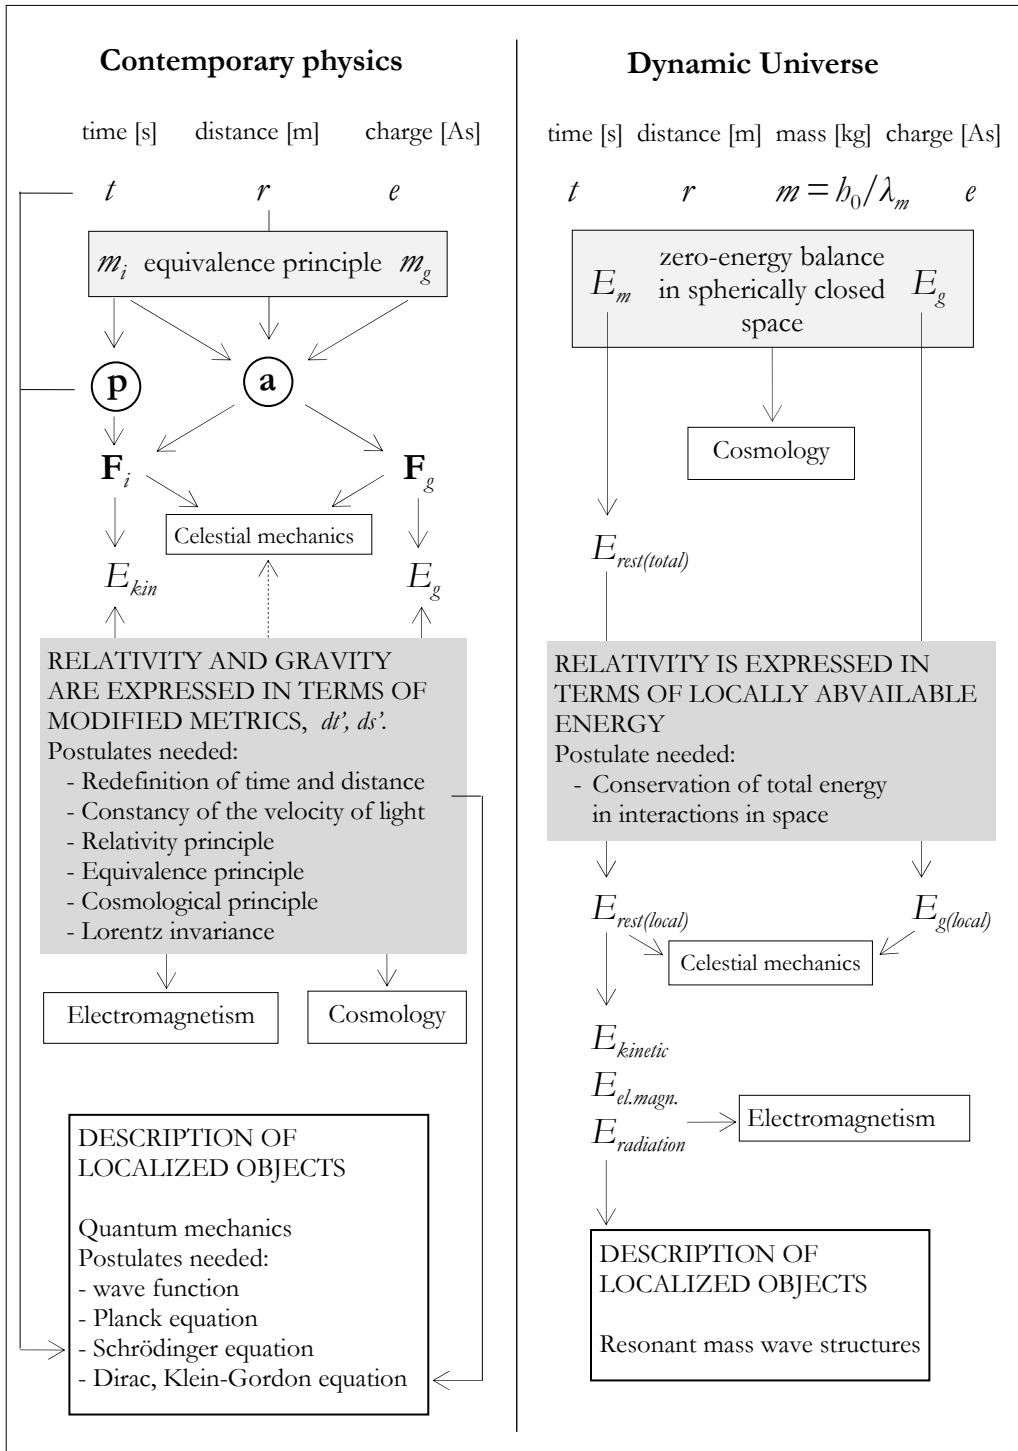 Contemporary physics
time [s] distance [m] charge [As]
t r e
m_i equivalence principle m_g
p a
F_i F_g
Celestial mechanics
E_kin E_g
RELATIVITY AND GRAVITY
ARE EXPRESSED IN TERMS OF
MODIFIED METRICS, dt’, ds’.
Postulates needed:
- Redefinition of time and distance
- Constancy of the velocity of light
- Relativity principle
- Equivalence principle
- Cosmological principle
- Lorentz invariance
Electromagnetism Cosmology
DESCRIPTION OF
LOCALIZED OBJECTS
Quantum mechanics
Postulates needed:
- wave function
- Planck equation
- Schrödinger equation
- Dirac, Klein-Gordon equation
Dynamic Universe
time [s] distance [m] mass [kg] charge [As]
t r m = h_0/λ_m e
zero-energy balance
E_m in spherically closed E_g
space
Cosmology
E_rest(total)
RELATIVITY IS EXPRESSED IN
TERMS OF LOCALLY ABVAILABLE
ENERGY
Postulate needed:
- Conservation of total energy
in interactions in space
E_rest(local) E_g(local)
Celestial mechanics
E_kinetic
E_el.magn.
E_radiation Electromagnetism
DESCRIPTION OF
LOCALIZED OBJECTS
Resonant mass wave structures